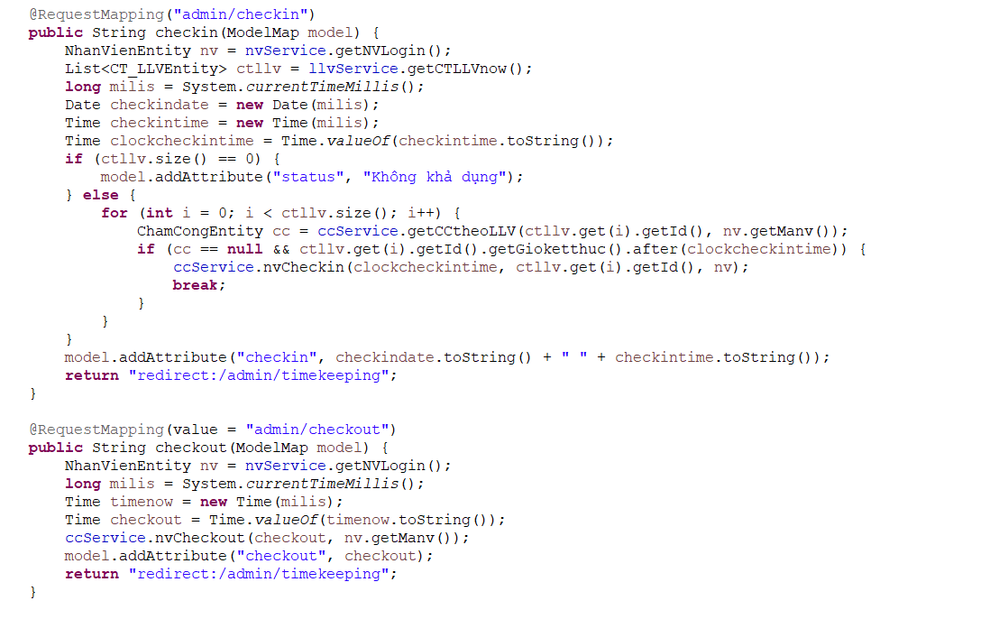 @RequestMapping("admin/checkin")
public String checkin(ModelMap model) {
    NhanVienEntity nv = nvService.getNVLogin();
    List<CT_LLVEntity> ctllv = llvService.getCTLLVnow();
    long milis = System.currentTimeMillis();
    Date checkindate = new Date(milis);
    Time checkintime = new Time(milis);
    Time clockcheckintime = Time.valueOf(checkintime.toString());
    if (ctllv.size() == 0) {
        model.addAttribute("status", "Không khả dụng");
    } else {
        for (int i = 0; i < ctllv.size(); i++) {
            ChamCongEntity cc = ccService.getCCtheoLLV(ctllv.get(i).getId(), nv.getManv());
            if (cc == null && ctllv.get(i).getId().getGioketthuc().after(clockcheckintime)) {
                ccService.nvCheckin(clockcheckintime, ctllv.get(i).getId(), nv);
                break;
            }
        }
    }
    model.addAttribute("checkin", checkindate.toString() + " " + checkintime.toString());
    return "redirect:/admin/timekeeping";
}

@RequestMapping(value = "admin/checkout")
public String checkout(ModelMap model) {
    NhanVienEntity nv = nvService.getNVLogin();
    long milis = System.currentTimeMillis();
    Time timenow = new Time(milis);
    Time checkout = Time.valueOf(timenow.toString());
    ccService.nvCheckout(checkout, nv.getManv());
    model.addAttribute("checkout", checkout);
    return "redirect:/admin/timekeeping";
}